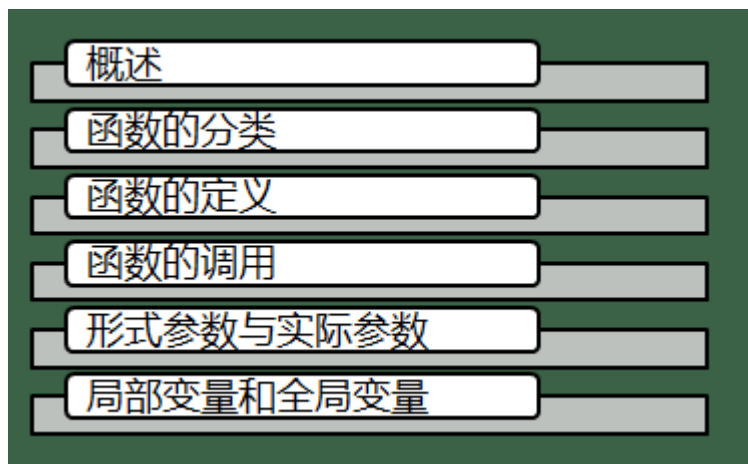 概述
函数的分类
函数的定义
函数的调用
形式参数与实际参数
局部变量和全局变量